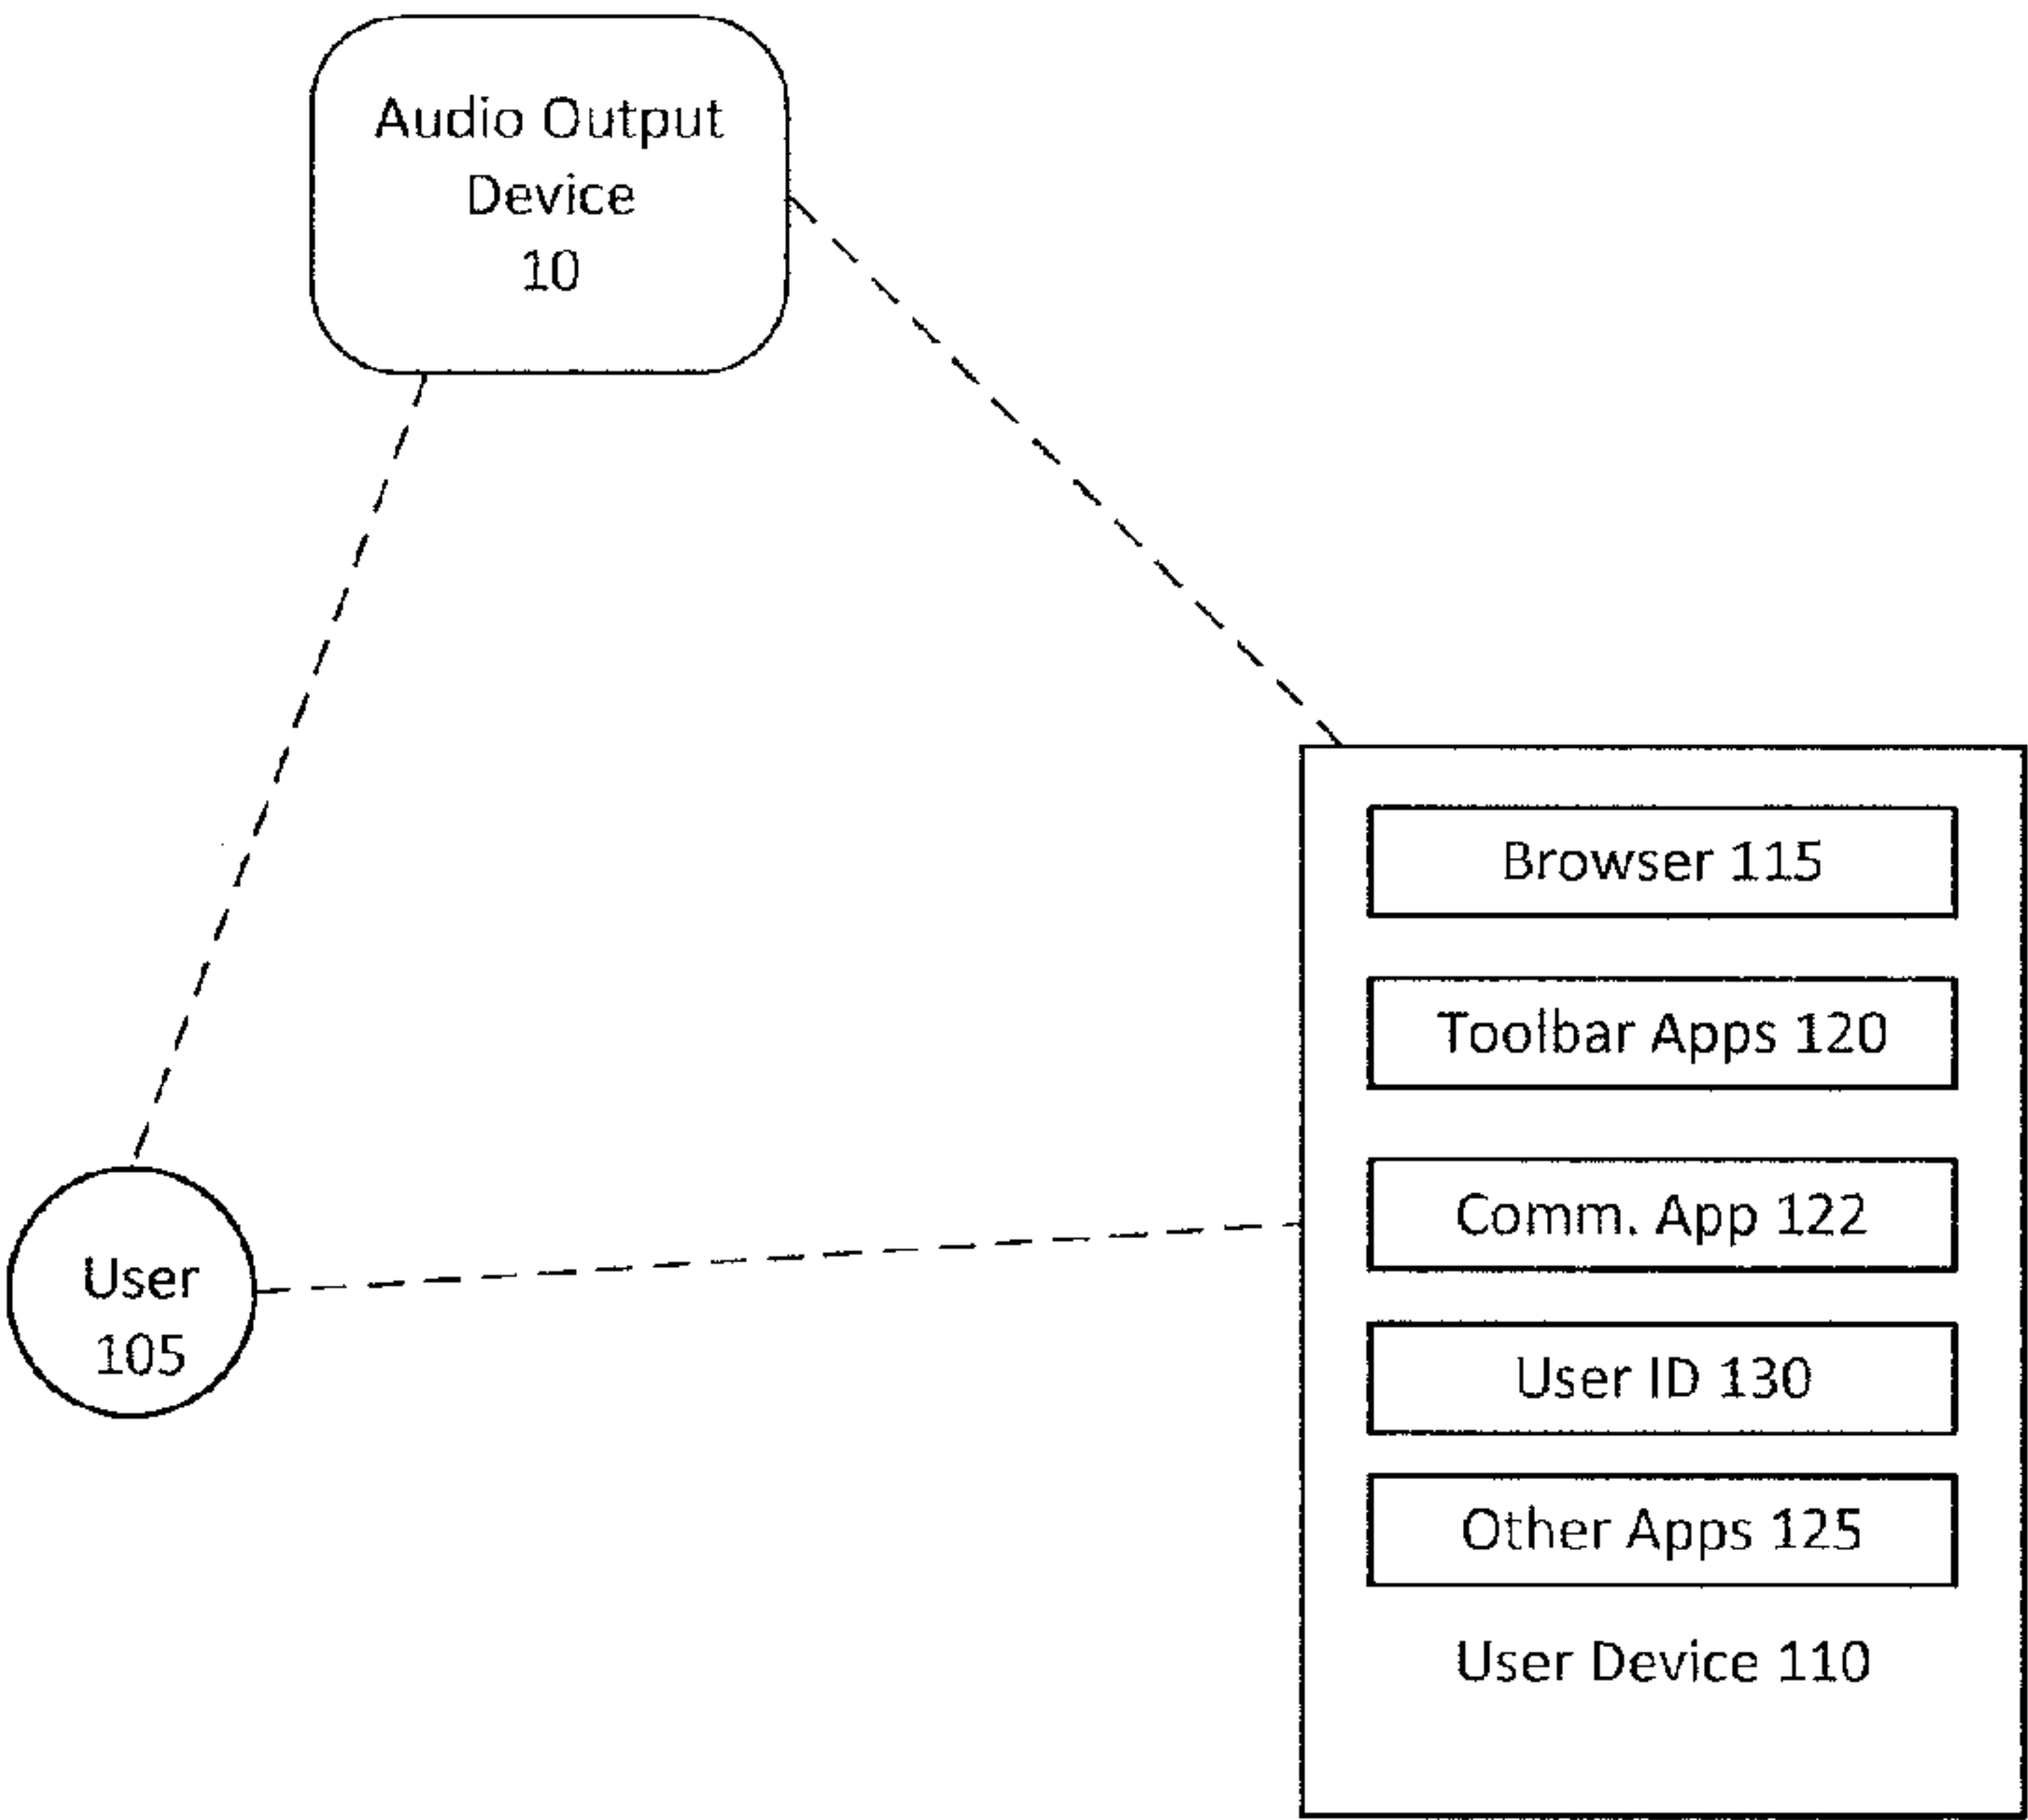 Audio Output
Device
10
Browser 115
Toolbar Apps 120
Comm. App 122
User
105
User ID 130
Other Apps 125
User Device 110